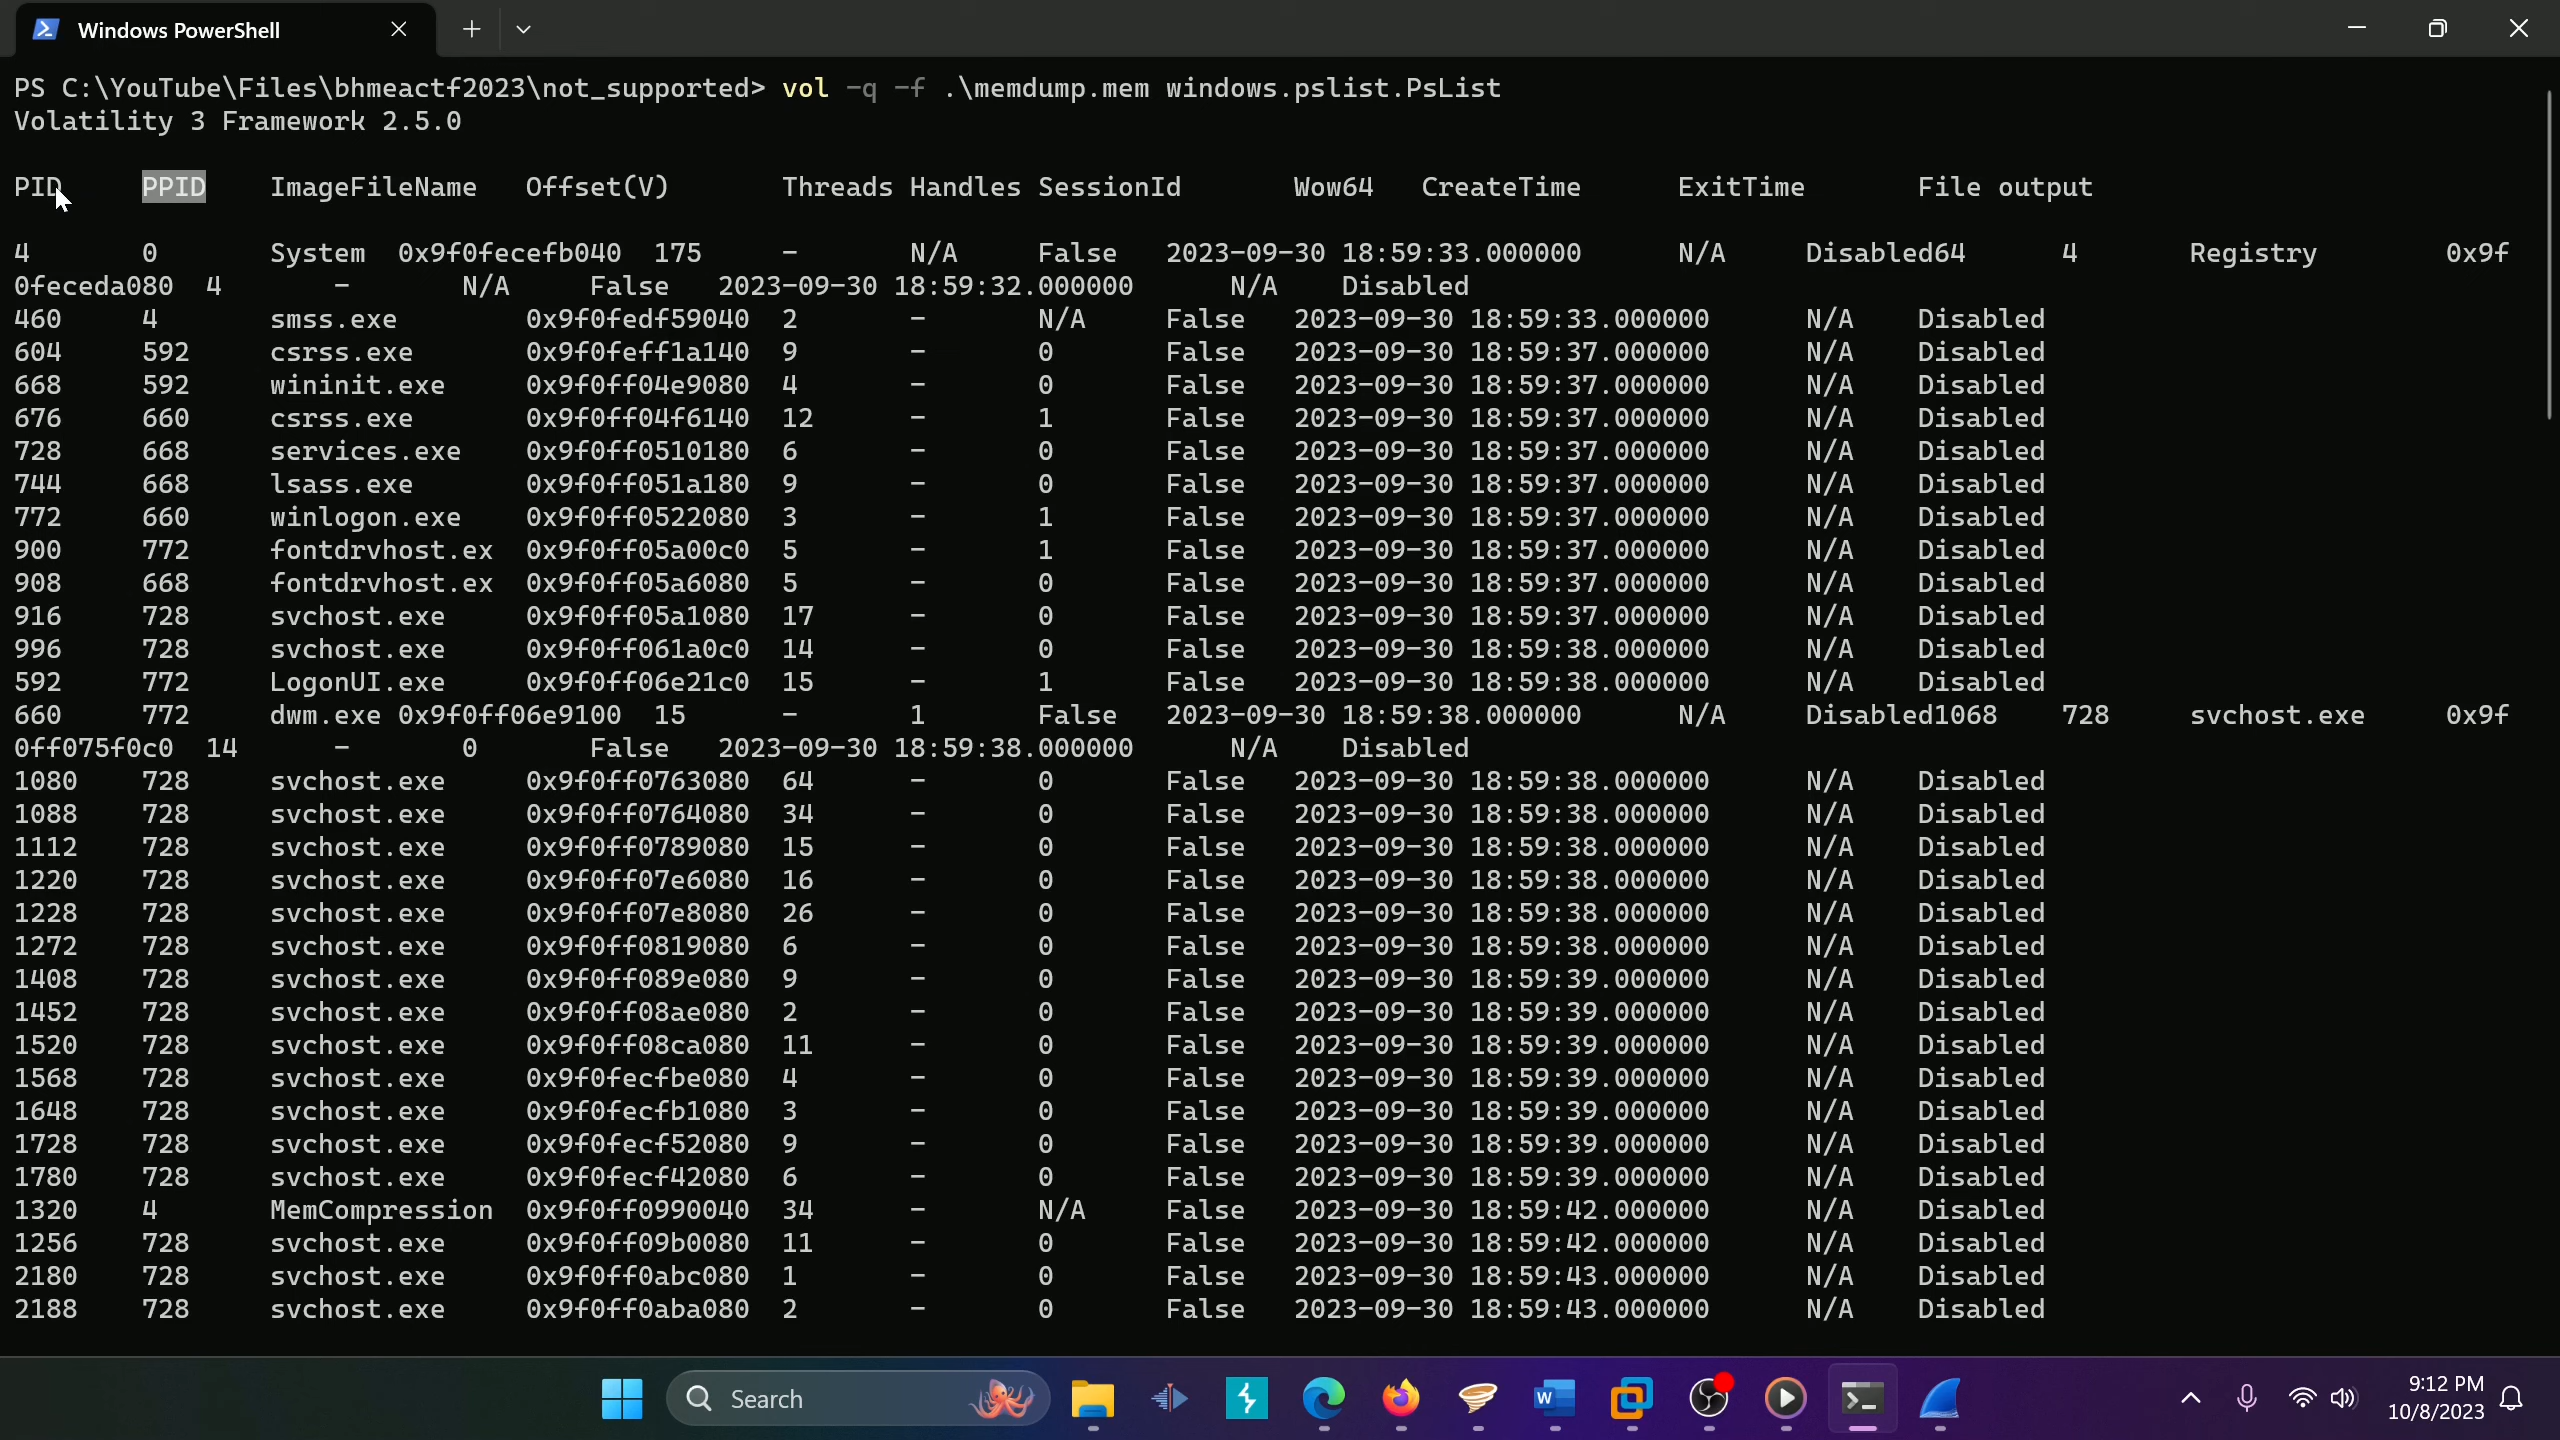 Windows PowerShell
PS C:\YouTube\Files\bhmeactf2023\not_supported> vol -q -f .\memdump.mem windows.pslist.PsList
Volatility 3 Framework 2.5.0
PID PPID ImageFileName Offset(V) Threads Handles SessionId Wow64 CreateTime ExitTime File output
4 0 System 0x9f0fecefb040 175 - N/A False 2023-09-30 18:59:33.000000 N/A Disabled64 4 Registry 0x9f
0feceda080 4 - N/A False 2023-09-30 18:59:32.000000 N/A Disabled
460 4 smss.exe 0x9f0fedf59040 2 - N/A False 2023-09-30 18:59:33.000000 N/A Disabled
604 592 csrss.exe 0x9f0feff1a140 9 - 0 False 2023-09-30 18:59:37.000000 N/A Disabled
668 592 wininit.exe 0x9f0ff04e9080 4 - 0 False 2023-09-30 18:59:37.000000 N/A Disabled
676 660 csrss.exe 0x9f0ff04f6140 12 - 1 False 2023-09-30 18:59:37.000000 N/A Disabled
728 668 services.exe 0x9f0ff0510180 6 - 0 False 2023-09-30 18:59:37.000000 N/A Disabled
744 668 lsass.exe 0x9f0ff051a180 9 - 0 False 2023-09-30 18:59:37.000000 N/A Disabled
772 660 winlogon.exe 0x9f0ff0522080 3 - 1 False 2023-09-30 18:59:37.000000 N/A Disabled
900 772 fontdrvhost.ex 0x9f0ff05a00c0 5 - 1 False 2023-09-30 18:59:37.000000 N/A Disabled
908 668 fontdrvhost.ex 0x9f0ff05a6080 5 - 0 False 2023-09-30 18:59:37.000000 N/A Disabled
916 728 svchost.exe 0x9f0ff05a1080 17 - 0 False 2023-09-30 18:59:37.000000 N/A Disabled
996 728 svchost.exe 0x9f0ff061a0c0 14 - 0 False 2023-09-30 18:59:38.000000 N/A Disabled
592 772 LogonUI.exe 0x9f0ff06e21c0 15 - 1 False 2023-09-30 18:59:38.000000 N/A Disabled
660 772 dwm.exe 0x9f0ff06e9100 15 - 1 False 2023-09-30 18:59:38.000000 N/A Disabled1068 728 svchost.exe 0x9f
0ff075f0c0 14 - 0 False 2023-09-30 18:59:38.000000 N/A Disabled
1080 728 svchost.exe 0x9f0ff0763080 64 - 0 False 2023-09-30 18:59:38.000000 N/A Disabled
1088 728 svchost.exe 0x9f0ff0764080 34 - 0 False 2023-09-30 18:59:38.000000 N/A Disabled
1112 728 svchost.exe 0x9f0ff0789080 15 - 0 False 2023-09-30 18:59:38.000000 N/A Disabled
1220 728 svchost.exe 0x9f0ff07e6080 16 - 0 False 2023-09-30 18:59:38.000000 N/A Disabled
1228 728 svchost.exe 0x9f0ff07e8080 26 - 0 False 2023-09-30 18:59:38.000000 N/A Disabled
1272 728 svchost.exe 0x9f0ff0819080 6 - 0 False 2023-09-30 18:59:38.000000 N/A Disabled
1408 728 svchost.exe 0x9f0ff089e080 9 - 0 False 2023-09-30 18:59:39.000000 N/A Disabled
1452 728 svchost.exe 0x9f0ff08ae080 2 - 0 False 2023-09-30 18:59:39.000000 N/A Disabled
1520 728 svchost.exe 0x9f0ff08ca080 11 - 0 False 2023-09-30 18:59:39.000000 N/A Disabled
1568 728 svchost.exe 0x9f0fecfbe080 4 - 0 False 2023-09-30 18:59:39.000000 N/A Disabled
1648 728 svchost.exe 0x9f0fecfb1080 3 - 0 False 2023-09-30 18:59:39.000000 N/A Disabled
1728 728 svchost.exe 0x9f0fecf52080 9 - 0 False 2023-09-30 18:59:39.000000 N/A Disabled
1780 728 svchost.exe 0x9f0fecf42080 6 - 0 False 2023-09-30 18:59:39.000000 N/A Disabled
1320 4 MemCompression 0x9f0ff0990040 34 - N/A False 2023-09-30 18:59:42.000000 N/A Disabled
1256 728 svchost.exe 0x9f0ff09b0080 11 - 0 False 2023-09-30 18:59:42.000000 N/A Disabled
2180 728 svchost.exe 0x9f0ff0abc080 1 - 0 False 2023-09-30 18:59:43.000000 N/A Disabled
2188 728 svchost.exe 0x9f0ff0aba080 2 - 0 False 2023-09-30 18:59:43.000000 N/A Disabled
Search
9:12 PM
10/8/2023